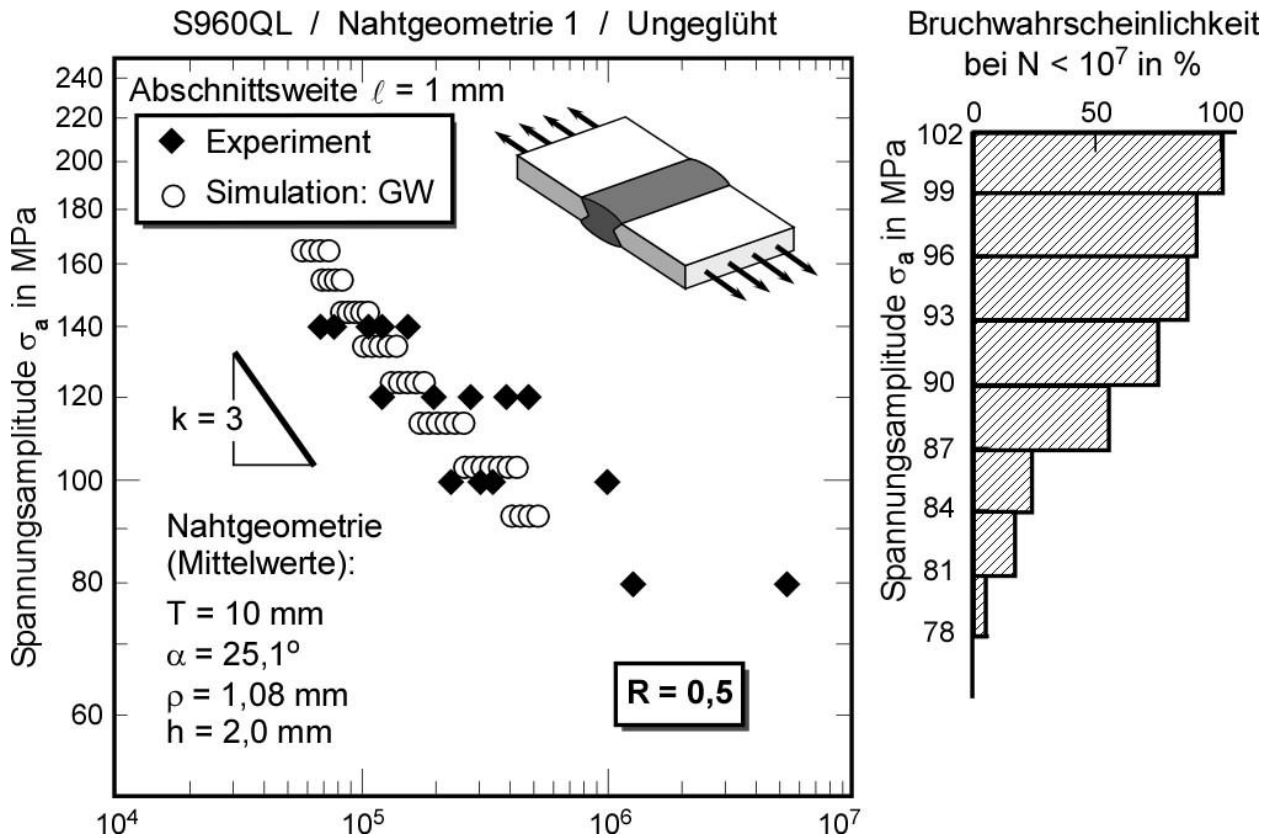 S960QL / Nahtgeometrie 1 / Ungeglüht
Abschnittsweite ℓ = 1 mm
Experiment
Simulation: GW
Spannungsamplitude σa in MPa
240
220
200
180
160
140
120
100
80
60
k = 3
Nahtgeometrie
(Mittelwerte):
T = 10 mm
α = 25,1º
ρ = 1,08 mm
h = 2,0 mm
R = 0,5
10⁴ 10⁵ 10⁶ 10⁷
Bruchwahrscheinlichkeit
bei N < 10⁷ in %
0 50 100
Spannungsamplitude σa in MPa
102
99
96
93
90
87
84
81
78